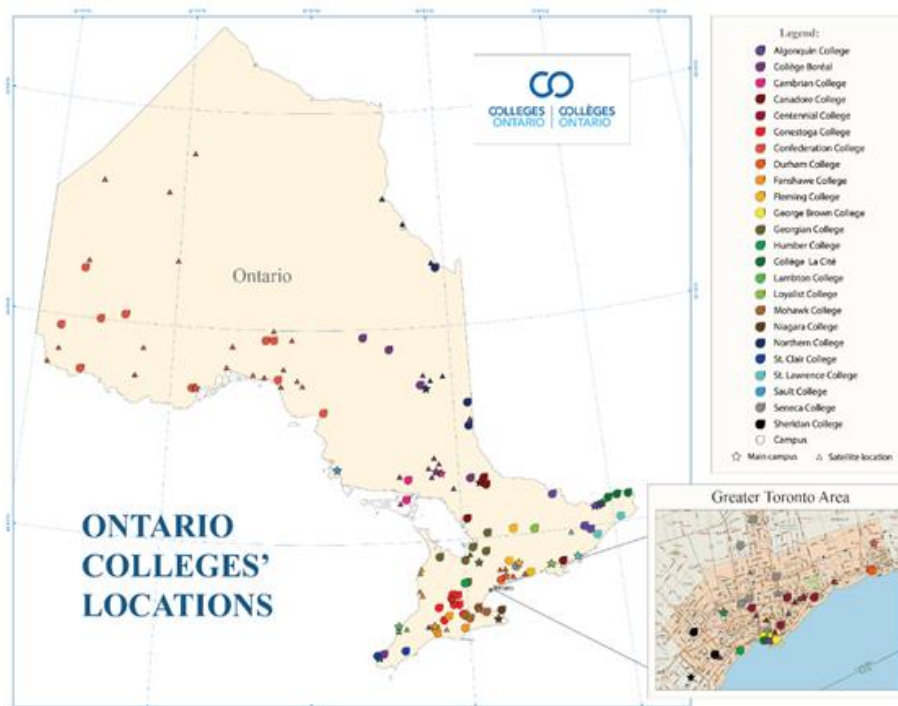 COLLEGES | COLLÈGES
ONTARIO | ONTARIO
Ontario
ONTARIO
COLLEGES’
LOCATIONS
Legend:
Algonquin College
Collège Boréal
Cambrian College
Canadore College
Centennial College
Conestoga College
Confederation College
Durham College
Fanshawe College
Fleming College
George Brown College
Georgian College
Humber College
Collège La Cité
Lambton College
Loyalist College
Mohawk College
Niagara College
Northern College
St. Clair College
St. Lawrence College
Sault College
Seneca College
Sheridan College
Campus
Main campus
Satellite location
Greater Toronto Area